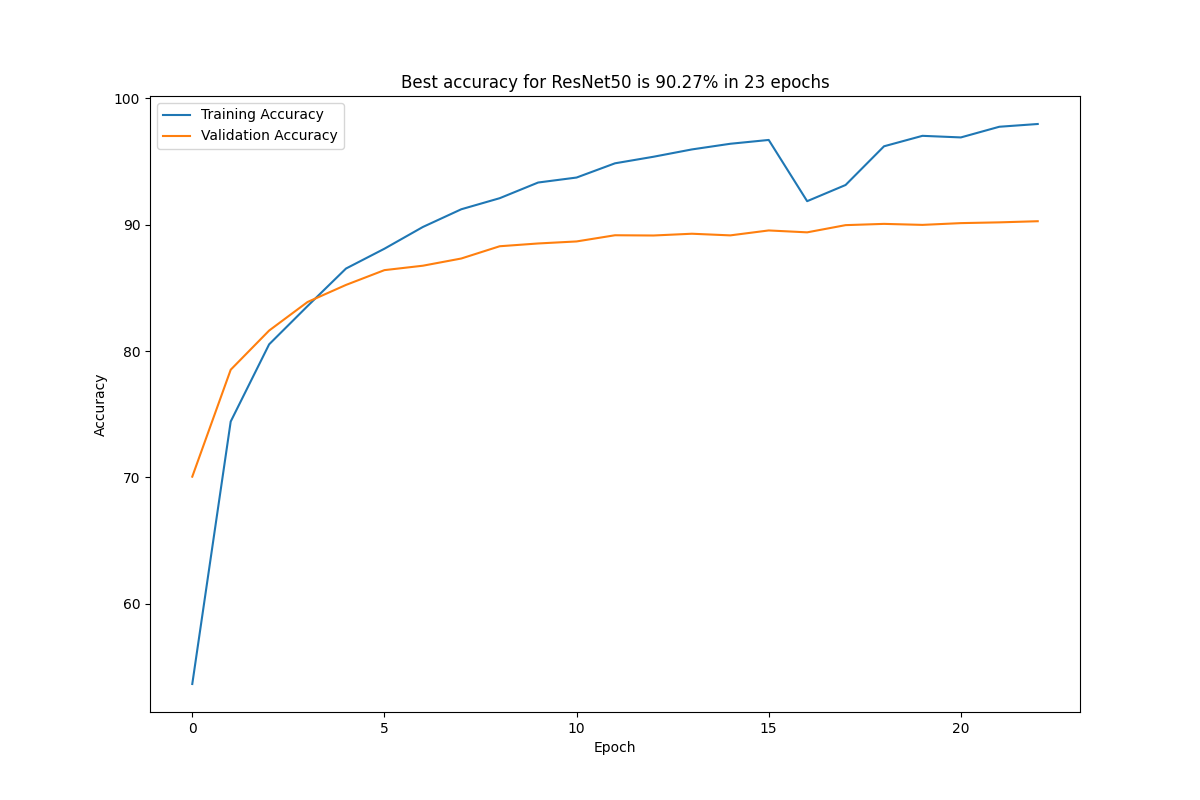 Best accuracy for ResNet50 is 90.27% in 23 epochs
100
90
80
70
60
Accuracy
Training Accuracy
Validation Accuracy
0 5 10 15 20
Epoch